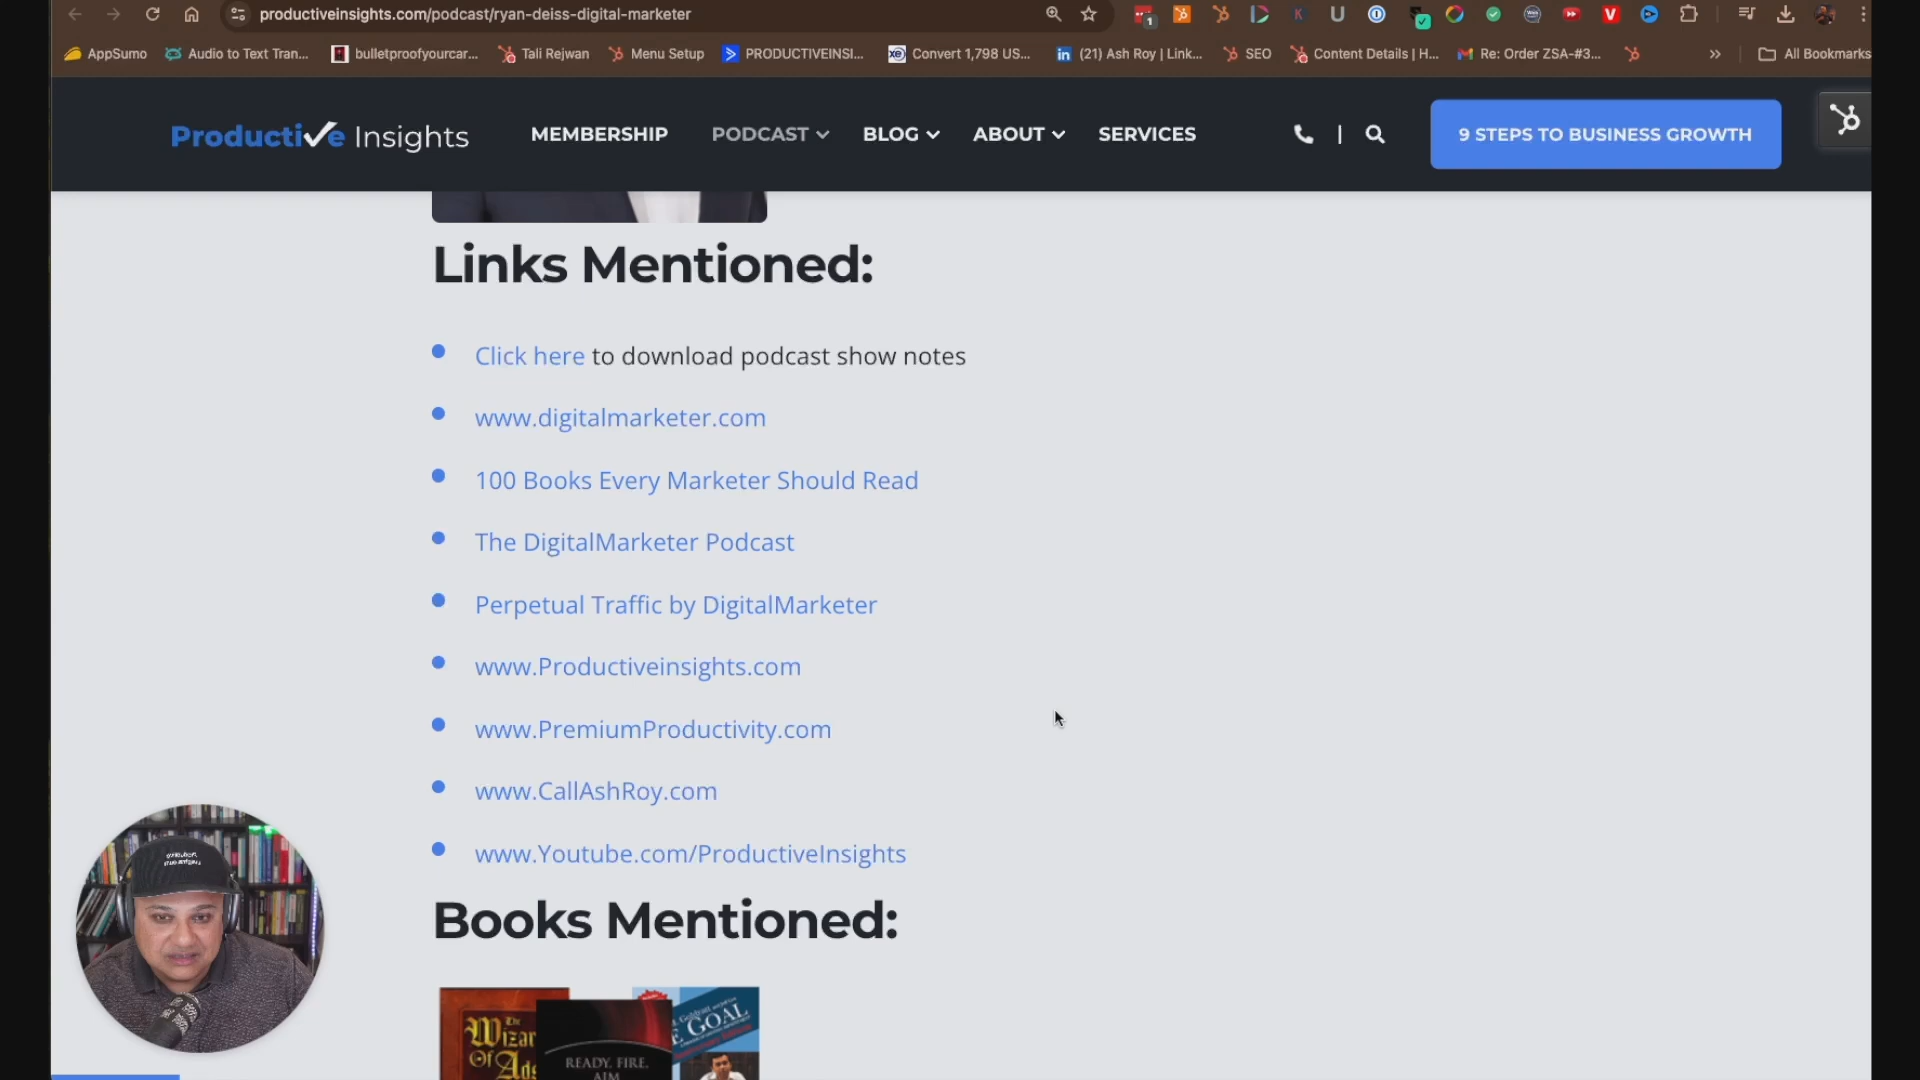 productiveinsights.com/podcast/ryan-deiss-digital-marketer
AppSumo
Audio to Text Tran...
bulletproofyourcar...
Tali Rejwan
Menu Setup
PRODUCTIVEINSI...
Convert 1,798 US...
(21) Ash Roy | Link...
SEO
Content Details | H...
Re: Order ZSA-#3...
»
All Bookmarks
Productive Insights
MEMBERSHIP
PODCAST
BLOG
ABOUT
SERVICES
|
9 STEPS TO BUSINESS GROWTH
Links Mentioned:
Click here to download podcast show notes
www.digitalmarketer.com
100 Books Every Marketer Should Read
The DigitalMarketer Podcast
Perpetual Traffic by DigitalMarketer
www.Productiveinsights.com
www.PremiumProductivity.com
www.CallAshRoy.com
www.Youtube.com/ProductiveInsights
Books Mentioned:
The
Of Ads
READY, FIRE,
AIM
GOAL